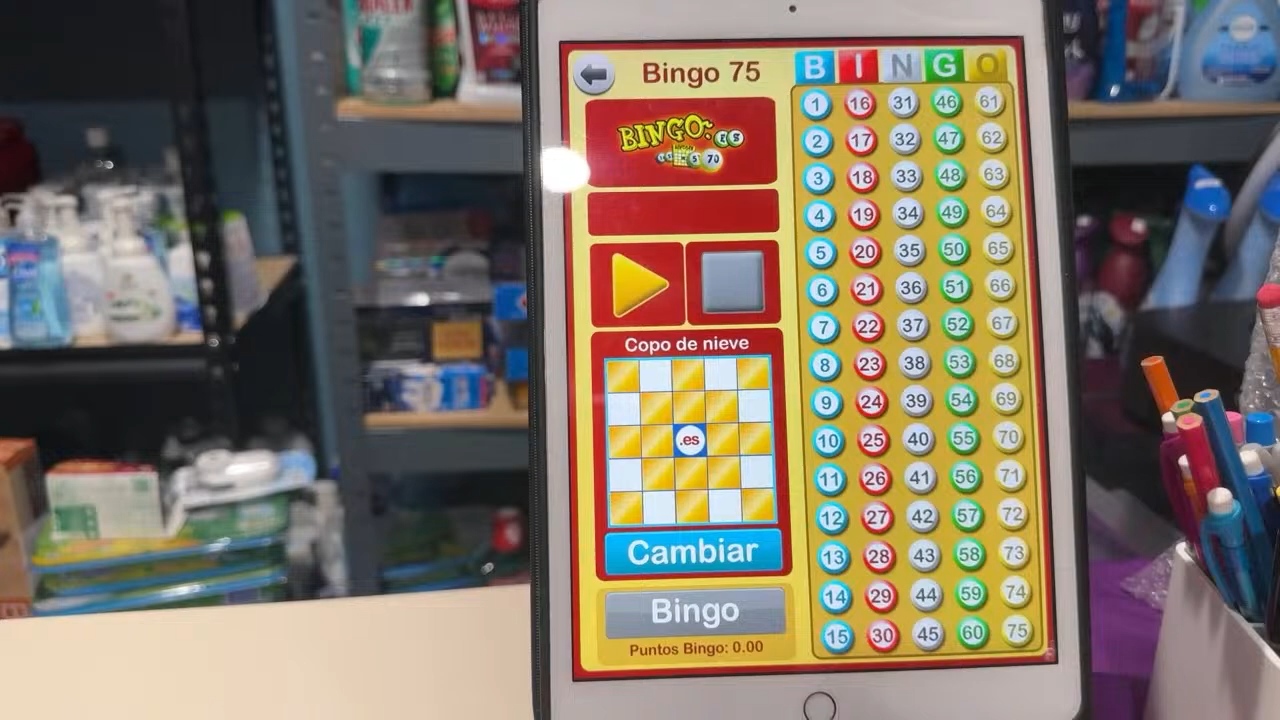 Bingo 75
BINGO ES
5 70
Copo de nieve
.es
Cambiar
Bingo
Puntos Bingo: 0.00
B I N G O
1 16 31 46 61
2 17 32 47 62
3 18 33 48 63
4 19 34 49 64
5 20 35 50 65
6 21 36 51 66
7 22 37 52 67
8 23 38 53 68
9 24 39 54 69
10 25 40 55 70
11 26 41 56 71
12 27 42 57 72
13 28 43 58 73
14 29 44 59 74
15 30 45 60 75